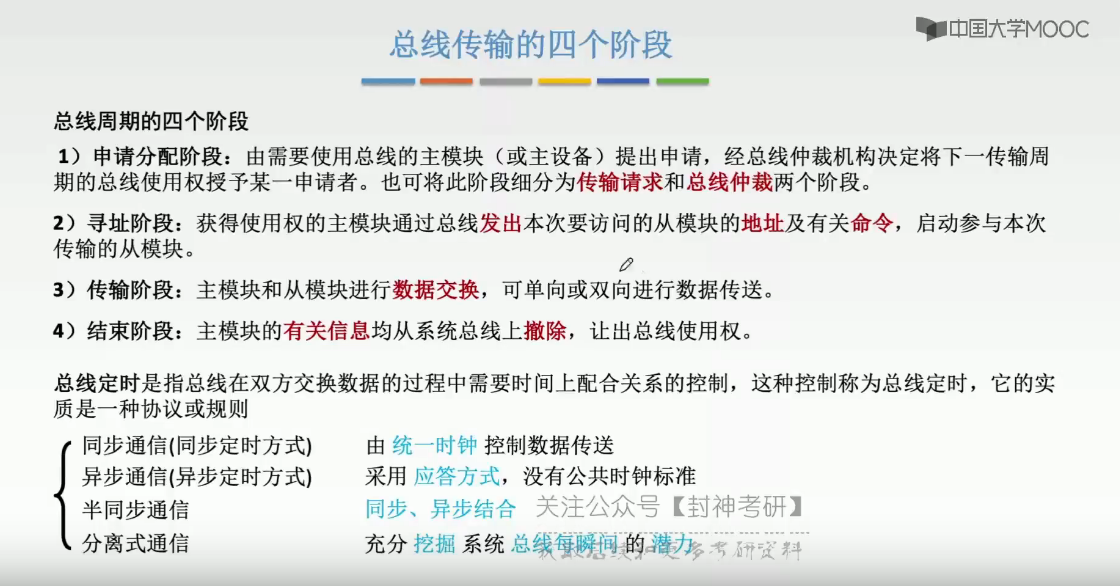 中国大学MOOC
总线传输的四个阶段
总线周期的四个阶段
1）申请分配阶段：由需要使用总线的主模块（或主设备）提出申请，经总线仲裁机构决定将下一传输周
期的总线使用权授予某一申请者。也可将此阶段细分为传输请求和总线仲裁两个阶段。
2）寻址阶段：获得使用权的主模块通过总线发出本次要访问的从模块的地址及有关命令，启动参与本次
传输的从模块。
3）传输阶段：主模块和从模块进行数据交换，可单向或双向进行数据传送。
4）结束阶段：主模块的有关信息均从系统总线上撤除，让出总线使用权。
总线定时是指总线在双方交换数据的过程中需要时间上配合关系的控制，这种控制称为总线定时，它的实
质是一种协议或规则
同步通信(同步定时方式) 由 统一时钟 控制数据传送
异步通信(异步定时方式) 采用 应答方式，没有公共时钟标准
半同步通信 同步、异步结合 关注公众号【封神考研】
分离式通信 充分 挖掘 系统 总线每瞬间 的 潜力
获取后续和更多考研资料